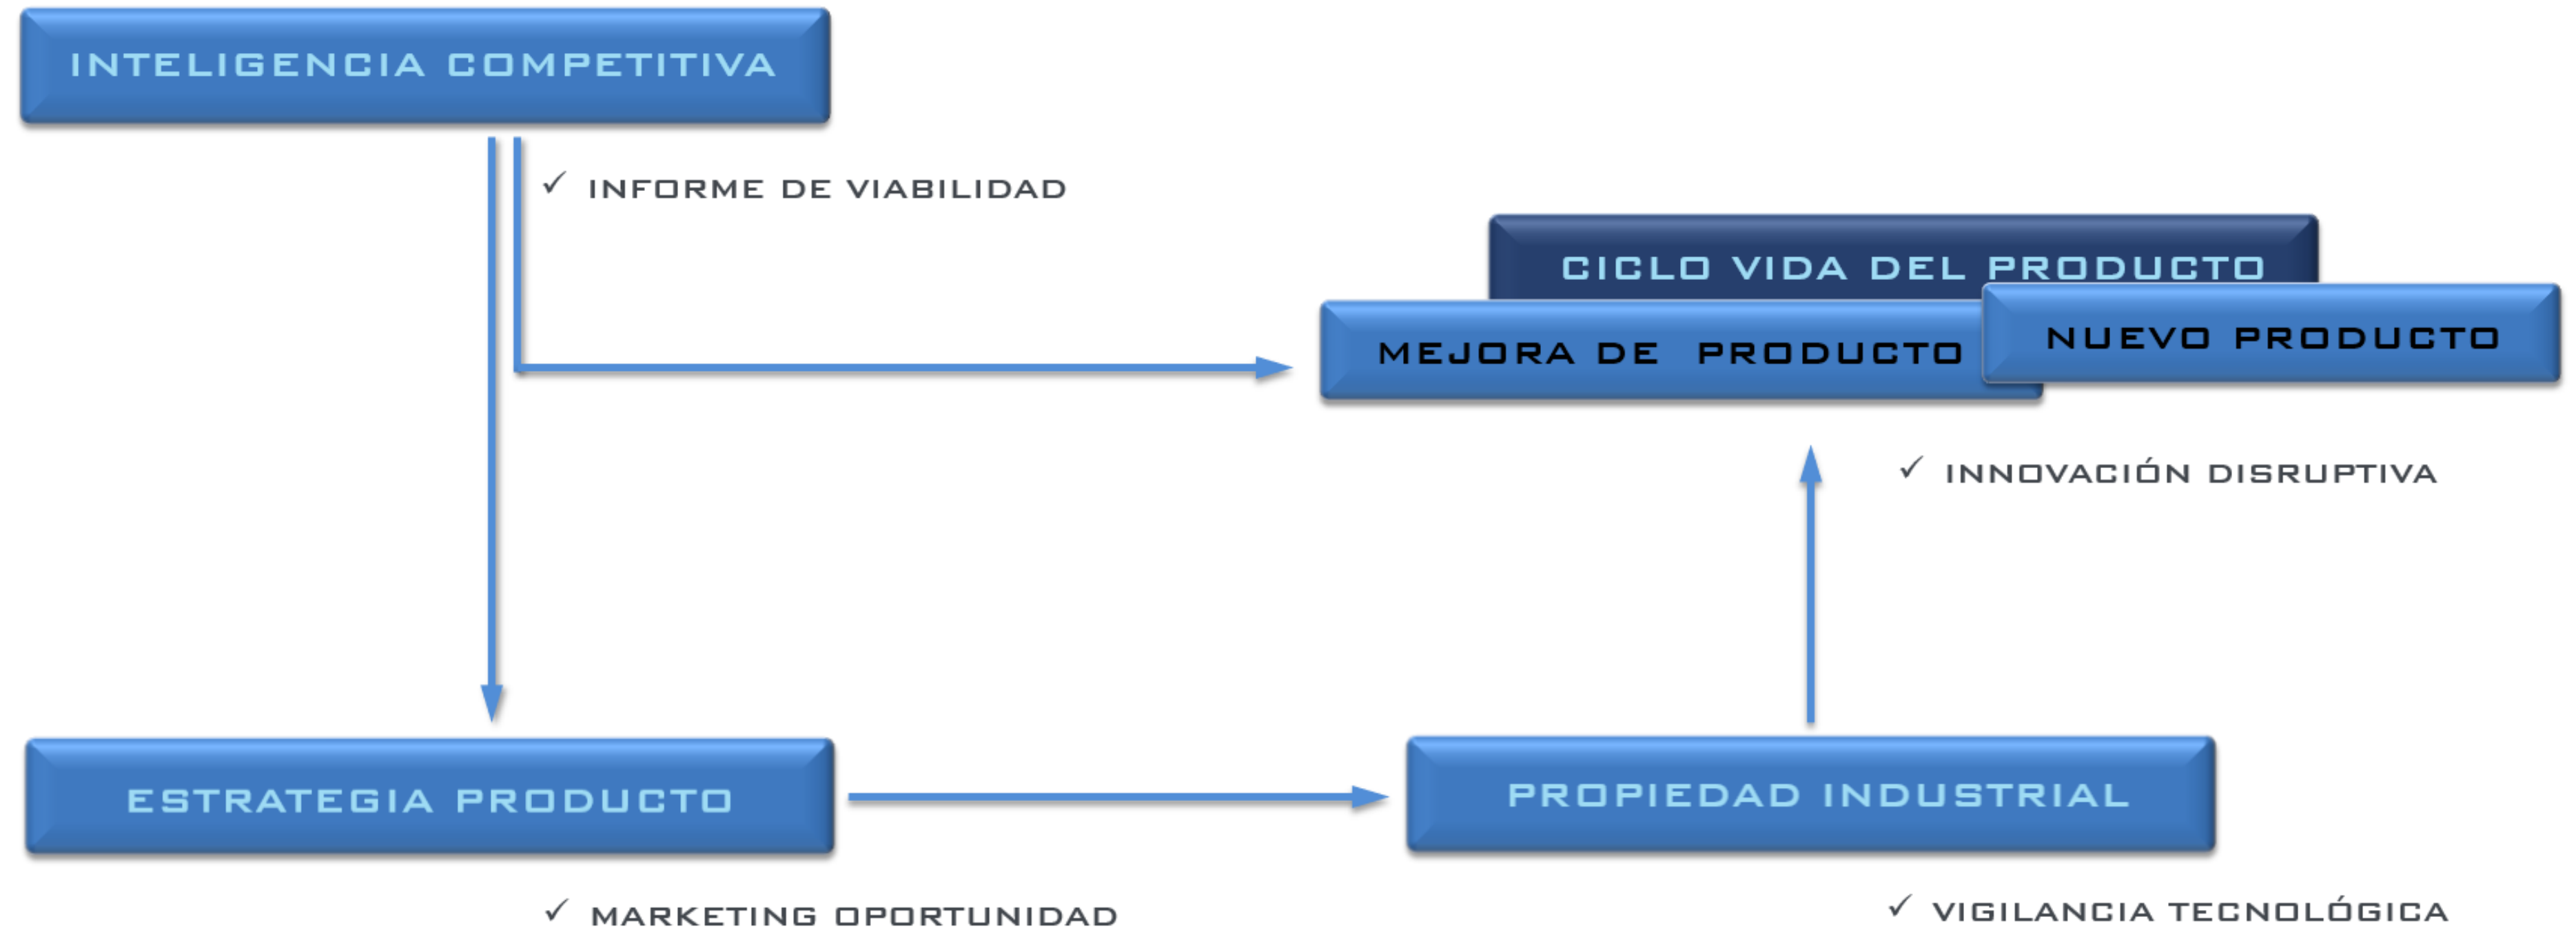 INTELIGENCIA COMPETITIVA
✓ INFORME DE VIABILIDAD
CICLO VIDA DEL PRODUCTO
MEJORA DE PRODUCTO
NUEVO PRODUCTO
✓ INNOVACIÓN DISRUPTIVA
ESTRATEGIA PRODUCTO
PROPIEDAD INDUSTRIAL
✓ MARKETING OPORTUNIDAD
✓ VIGILANCIA TECNOLÓGICA